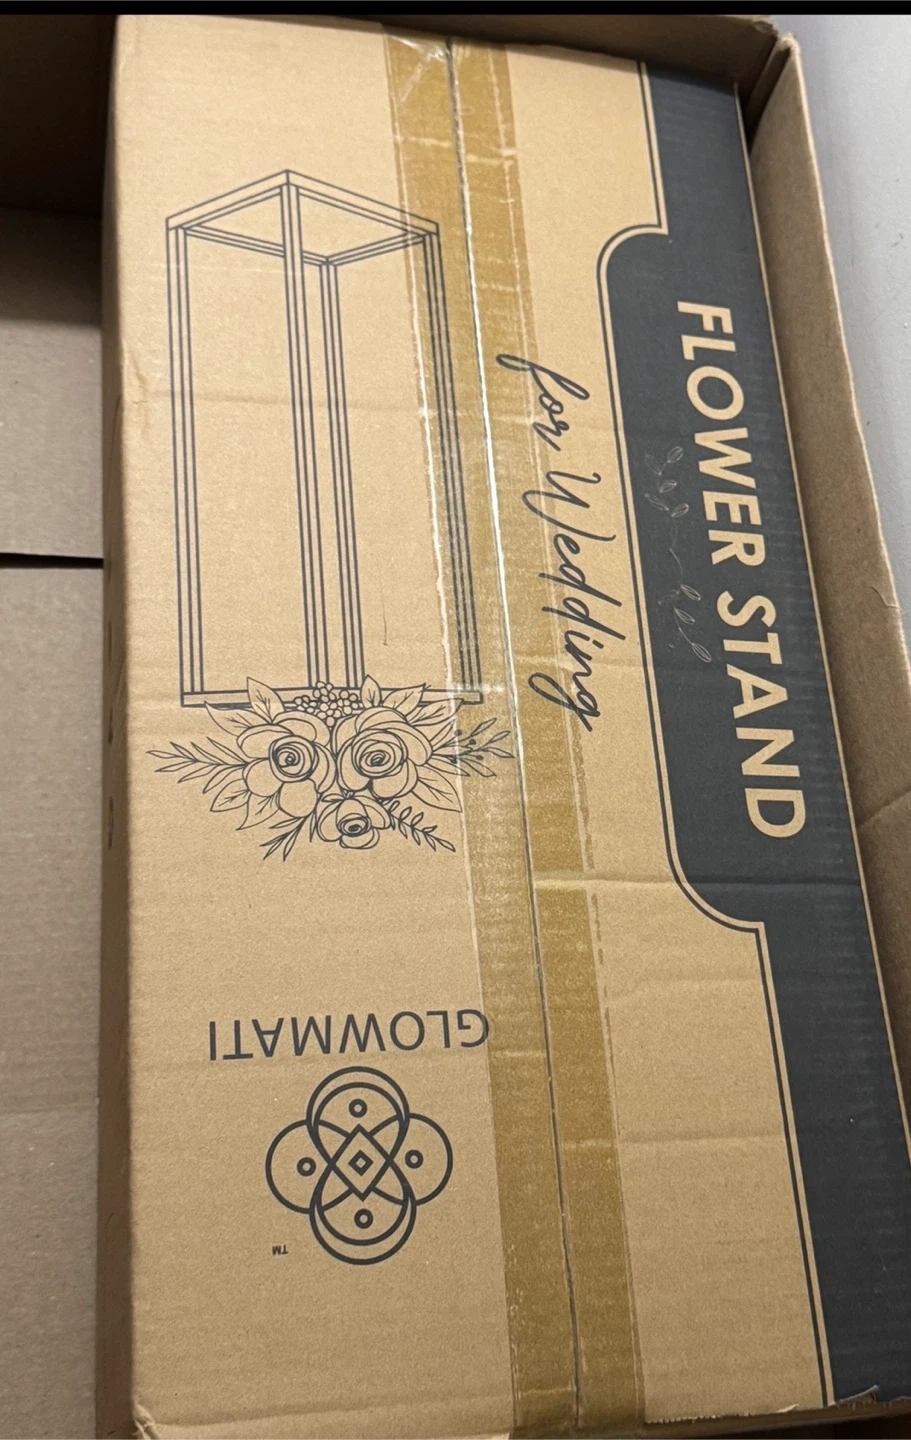 FLOWER STAND
for Wedding
GLOWMATI
TM